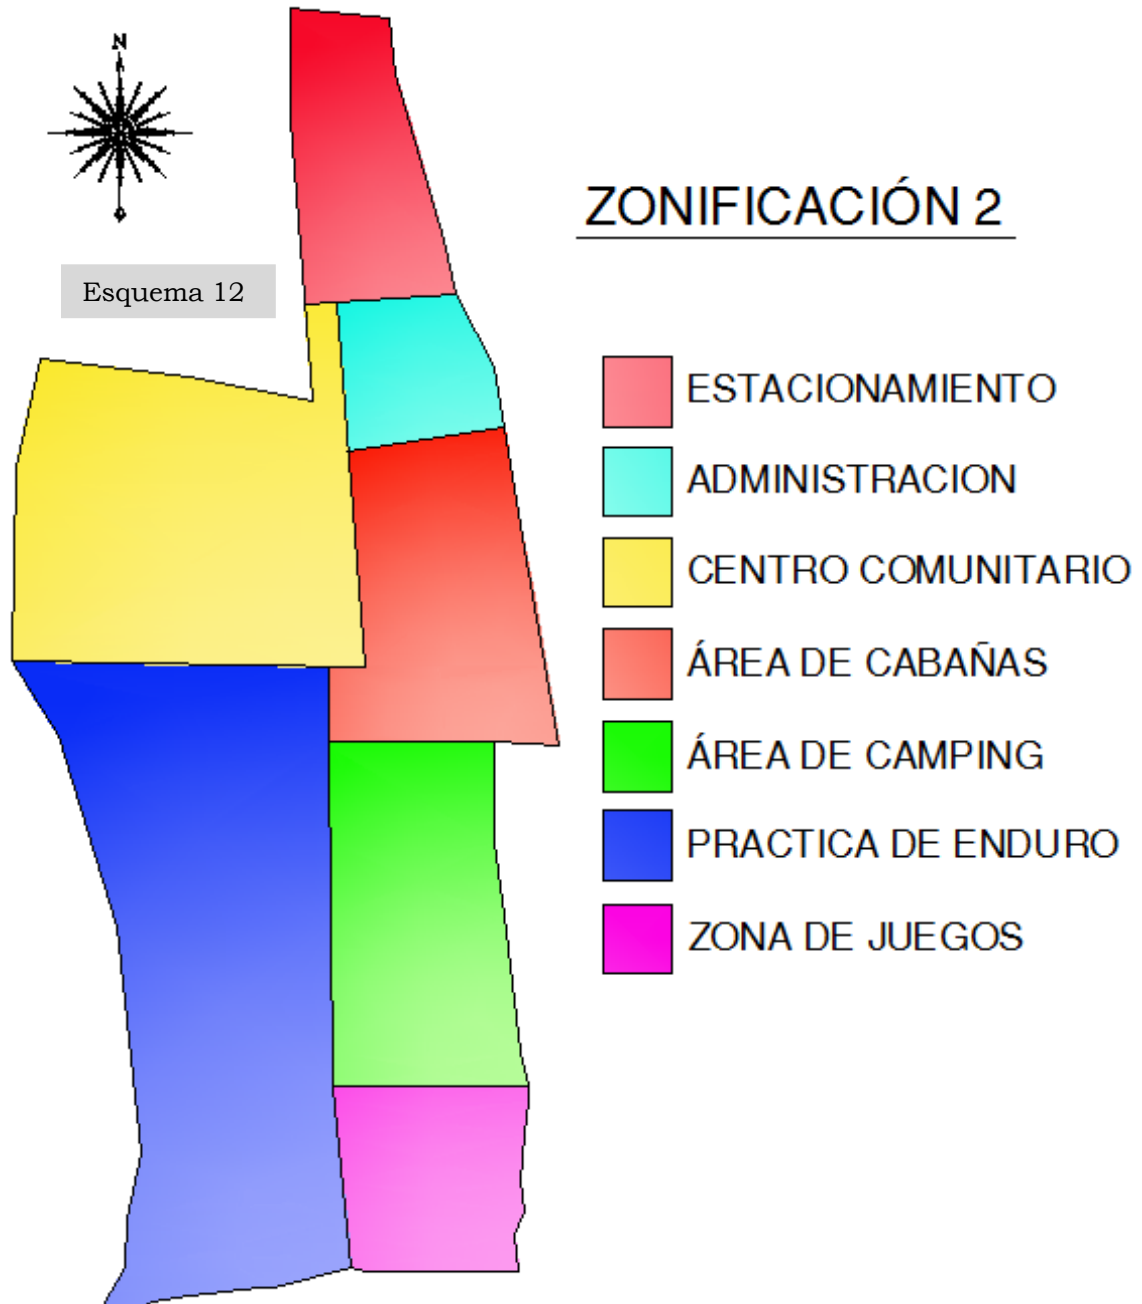 N
ZONIFICACIÓN 2
Esquema 12
ESTACIONAMIENTO
ADMINISTRACION
CENTRO COMUNITARIO
ÁREA DE CABAÑAS
ÁREA DE CAMPING
PRACTICA DE ENDURO
ZONA DE JUEGOS